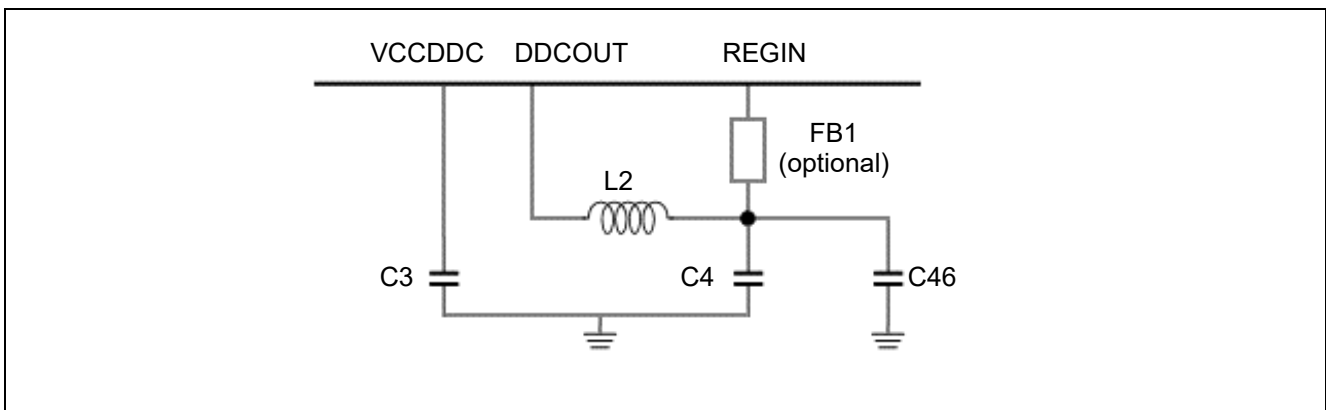 VCCDDC DDCOUT REGIN
FB1
(optional)
L2
C3 C4 C46